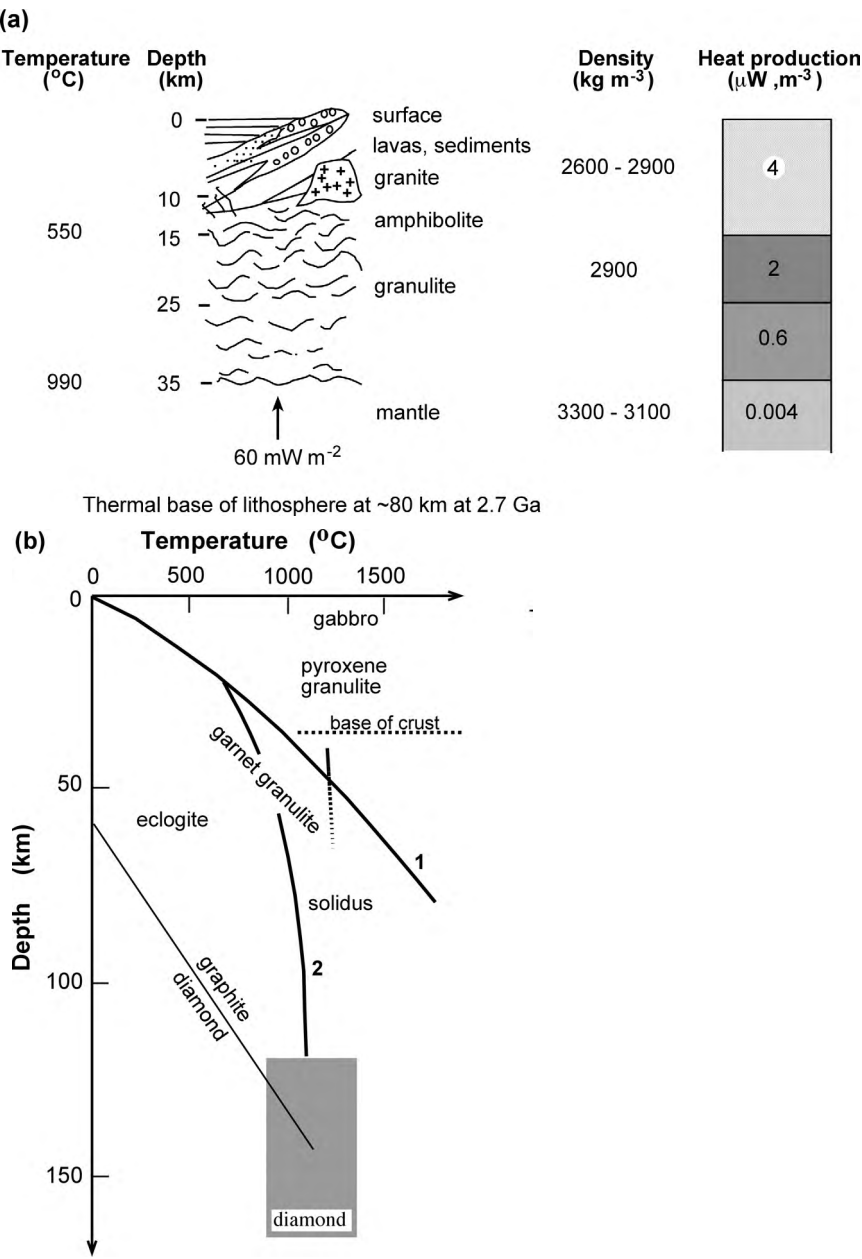 (a)
Temperature Depth Density Heat production
(°C) (km) (kg m-3) (μW ,m-3 )
0 surface
lavas, sediments 2600 - 2900 4
granite
10
amphibolite
550 15
2900 2
granulite
25
0.6
990 35
mantle 3300 - 3100 0.004
60 mW m-2
Thermal base of lithosphere at ~80 km at 2.7 Ga
(b) Temperature (°C)
0 500 1000 1500
0
gabbro
pyroxene
granulite
base of crust
garnet granulite
50
eclogite
1
solidus
Depth (km)
2
graphite
diamond
100
150
diamond